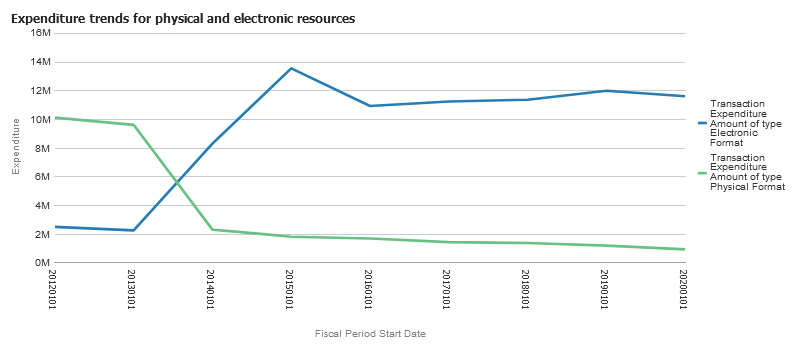 Expenditure trends for physical and electronic resources
16M
14M
12M
10M
8M
6M
4M
2M
0M
Expenditure
20120101
20130101
20140101
20150101
20160101
20170101
20180101
20190101
20200101
Fiscal Period Start Date
Transaction
Expenditure
Amount of type
Electronic
Format
Transaction
Expenditure
Amount of type
Physical Format